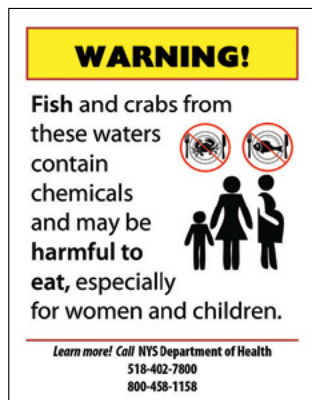 WARNING!
Fish and crabs from
these waters
contain
chemicals
and may be
harmful to
eat, especially
for women and children.
Learn more! Call NYS Department of Health
518-402-7800
800-458-1158